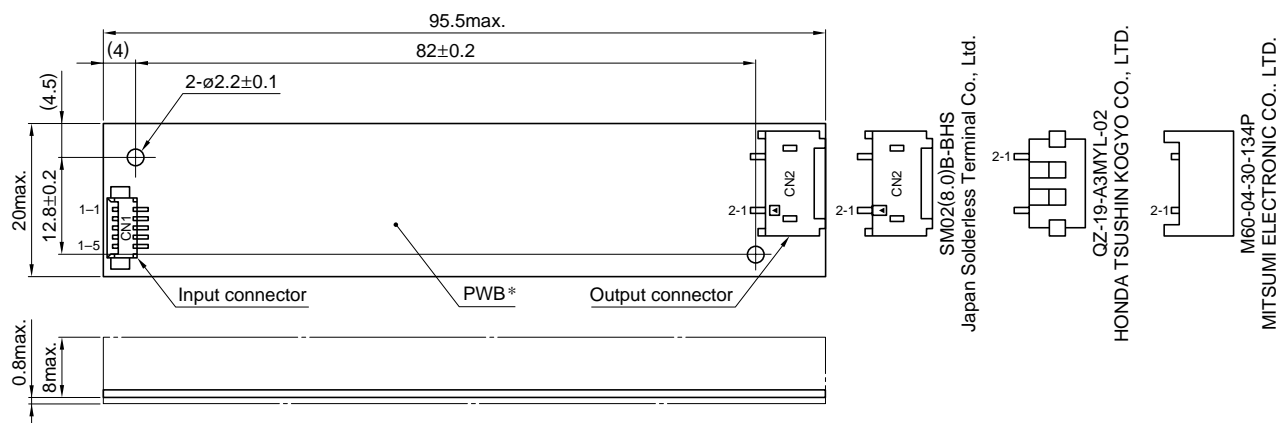 95.5max.
(4)
82±0.2
(4.5)
2-ø2.2±0.1
20max.
12.8±0.2
1–1
1–5
CN1
CN2
2-1
Input connector
PWB*
Output connector
CN2
2-1
SM02(8.0)B-BHS
Japan Solderless Terminal Co., Ltd.
2-1
QZ-19-A3MYL-02
HONDA TSUSHIN KOGYO CO., LTD.
2-1
M60-04-30-134P
MITSUMI ELECTRONIC CO., LTD.
0.8max.
8max.